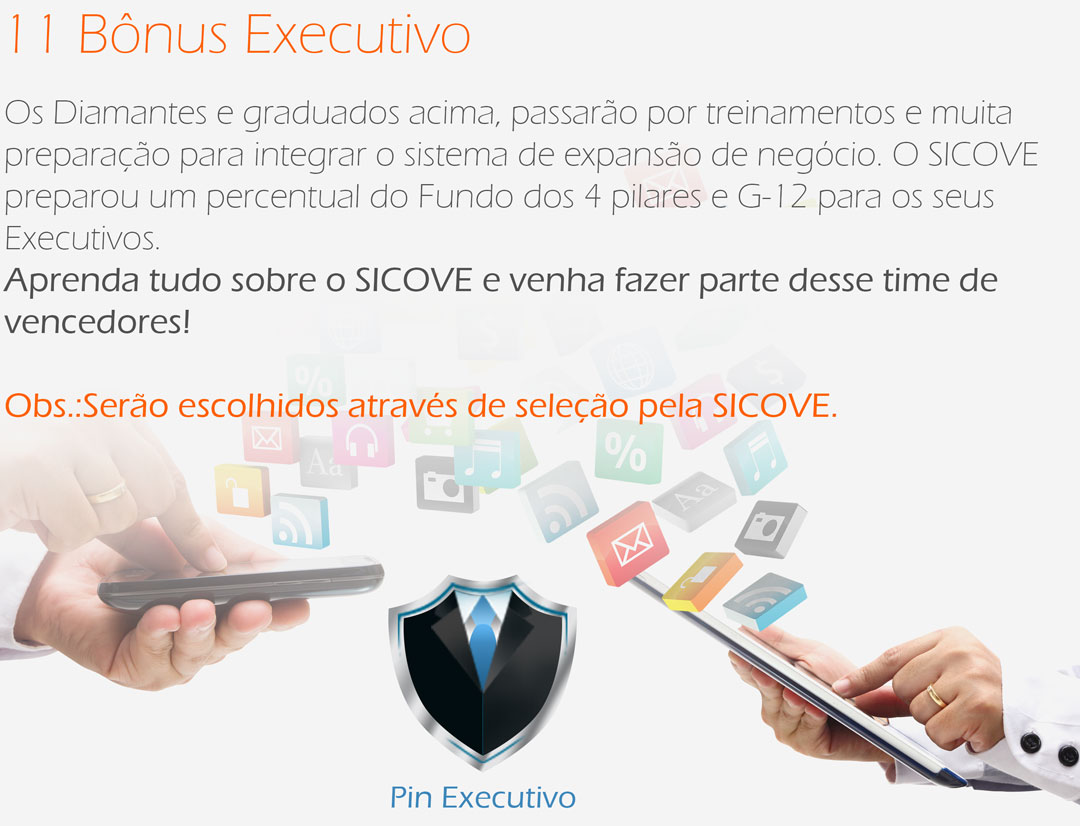 11 Bônus Executivo
Os Diamantes e graduados acima, passarão por treinamentos e muita
preparação para integrar o sistema de expansão de negócio. O SICOVE
preparou um percentual do Fundo dos 4 pilares e G-12 para os seus
Executivos.
Aprenda tudo sobre o SICOVE e venha fazer parte desse time de
vencedores!
Obs.:Serão escolhidos através de seleção pela SICOVE.
$
%
$
Aa
%
Aa
Pin Executivo